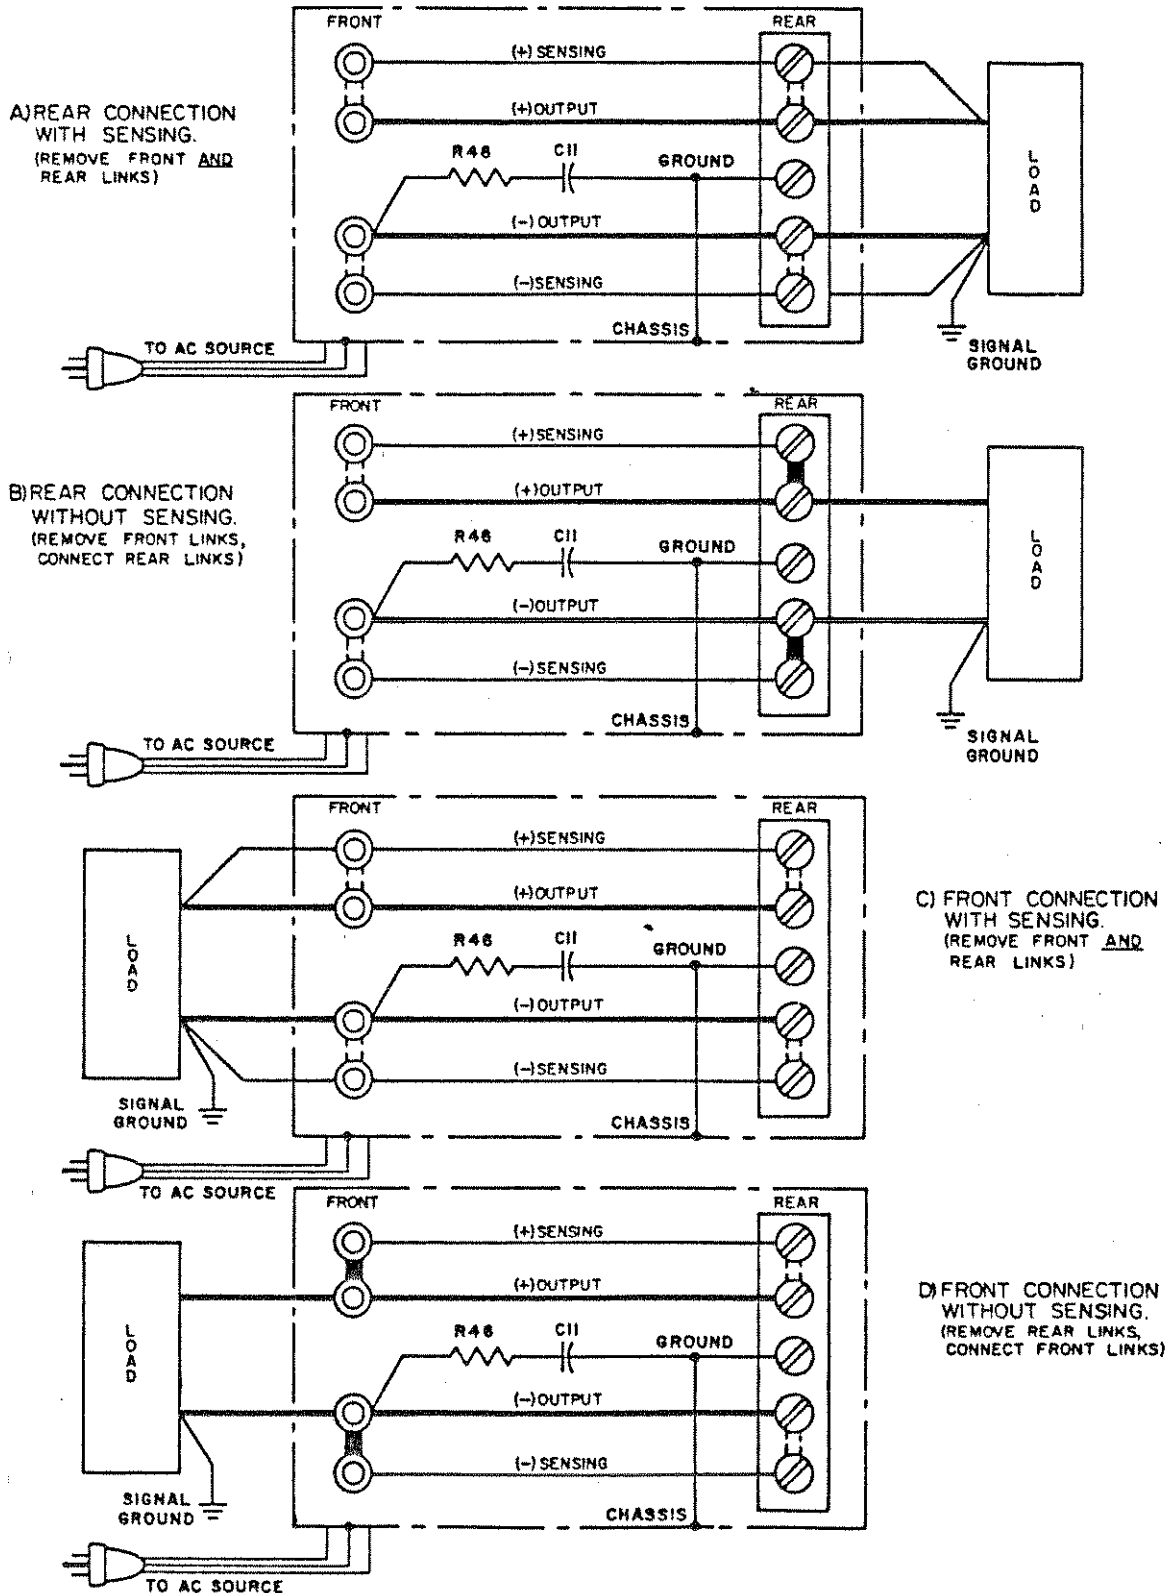 FRONT
REAR
(+) SENSING
A) REAR CONNECTION
WITH SENSING.
(REMOVE FRONT AND
REAR LINKS)
(+) OUTPUT
R46
C11
GROUND
LOAD
(-) OUTPUT
(-) SENSING
CHASSIS
TO AC SOURCE
SIGNAL
GROUND
FRONT
REAR
(+) SENSING
B) REAR CONNECTION
WITHOUT SENSING.
(REMOVE FRONT LINKS,
CONNECT REAR LINKS)
(+) OUTPUT
R46
C11
GROUND
LOAD
(-) OUTPUT
(-) SENSING
CHASSIS
TO AC SOURCE
SIGNAL
GROUND
FRONT
REAR
(+) SENSING
(+) OUTPUT
C) FRONT CONNECTION
WITH SENSING.
(REMOVE FRONT AND
REAR LINKS)
LOAD
R46
C11
GROUND
(-) OUTPUT
(-) SENSING
SIGNAL
GROUND
CHASSIS
TO AC SOURCE
FRONT
REAR
(+) SENSING
(+) OUTPUT
D) FRONT CONNECTION
WITHOUT SENSING.
(REMOVE REAR LINKS,
CONNECT FRONT LINKS)
LOAD
R46
C11
GROUND
(-) OUTPUT
(-) SENSING
SIGNAL
GROUND
CHASSIS
TO AC SOURCE